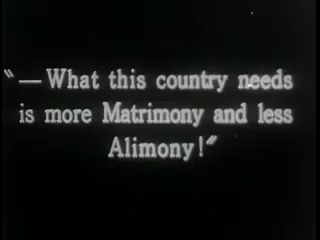 "—What this country needs
is more Matrimony and less
Alimony!"